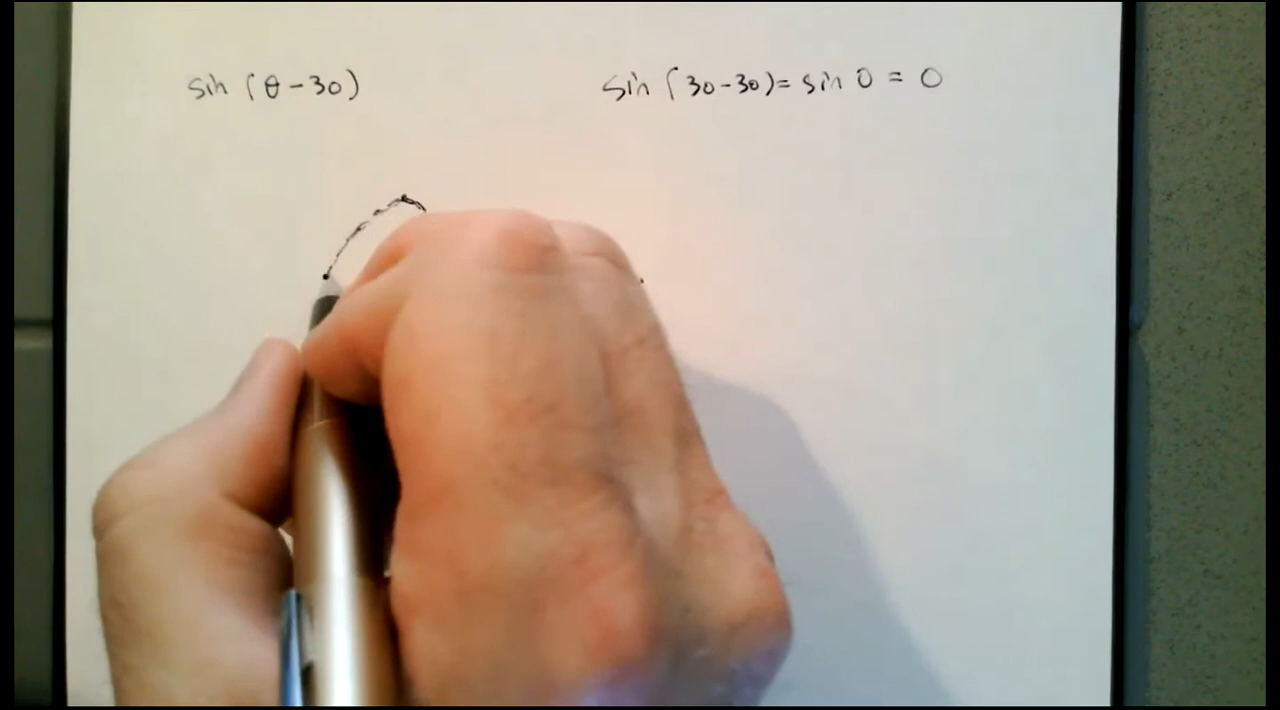 sin (θ-30)
sin (30-30)= sin 0 = 0